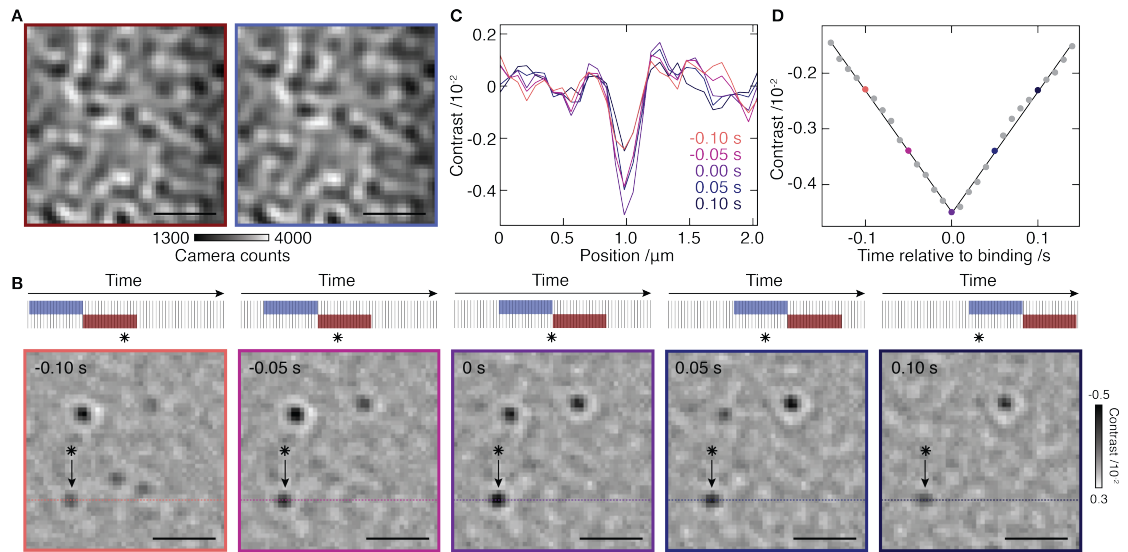 A
1300
4000
Camera counts
C
Contrast /10⁻²
0.2
0
-0.2
-0.4
-0.10 s
-0.05 s
0.00 s
0.05 s
0.10 s
0
0.5
1.0
1.5
2.0
Position /µm
D
Contrast /10⁻²
-0.2
-0.3
-0.4
-0.1
0.0
0.1
Time relative to binding /s
B
Time
Time
Time
Time
Time
*
*
*
*
*
-0.10 s
-0.05 s
0 s
0.05 s
0.10 s
*
*
*
*
*
-0.5
Contrast /10⁻²
0.3